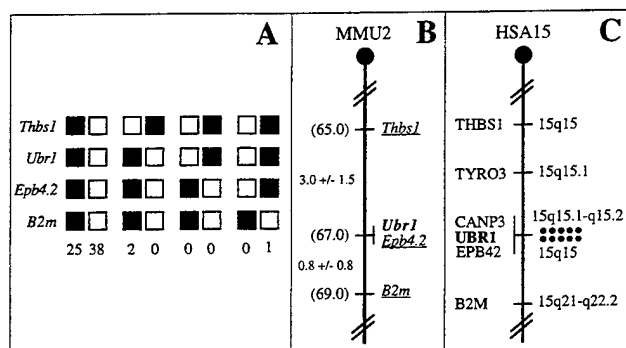 A
Thbs1
Ubr1
Epb4.2
B2m
25 38 2 0 0 0 0 1
B
MMU2
(65.0) Thbs1
3.0 +/- 1.5
Ubr1
(67.0) Epb4.2
0.8 +/- 0.8
(69.0) B2m
C
HSA15
THBS1 15q15
TYRO3 15q15.1
CANP3 15q15.1-q15.2
UBR1
EPB42 15q15
B2M 15q21-q22.2